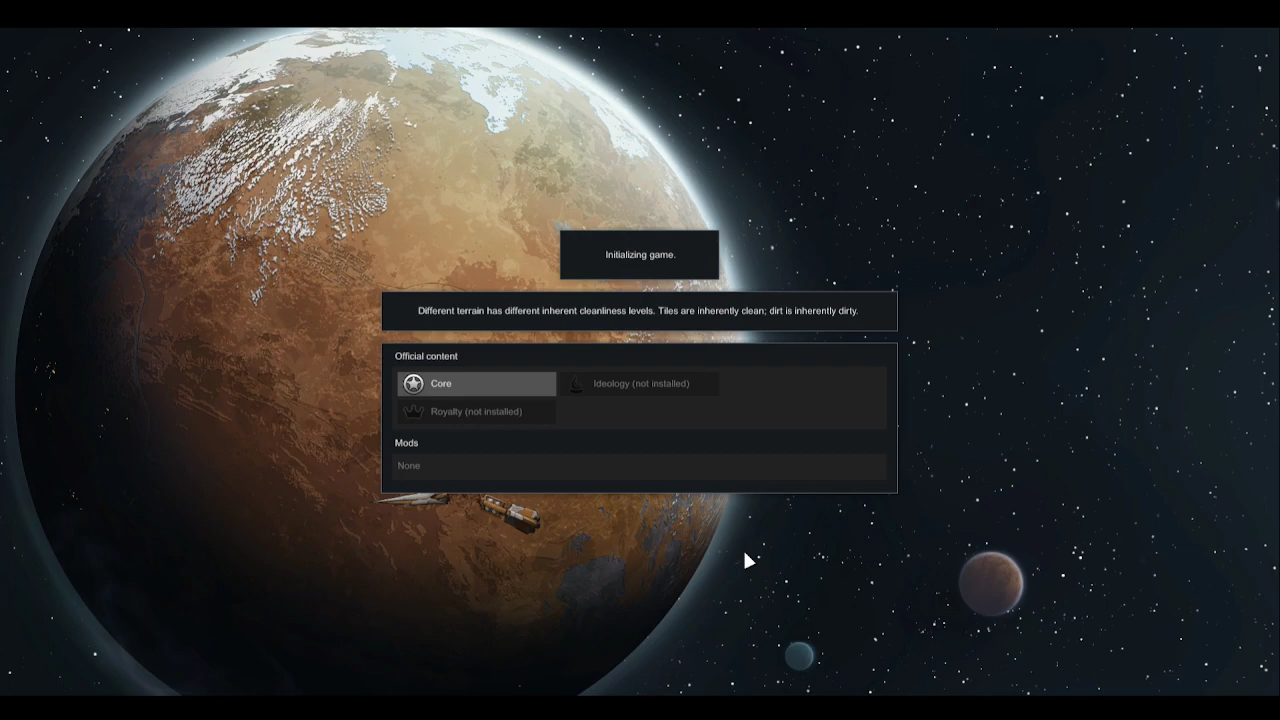 Initializing game.
Different terrain has different inherent cleanliness levels. Tiles are inherently clean; dirt is inherently dirty.
Official content
Core
Ideology (not installed)
Royalty (not installed)
Mods
None